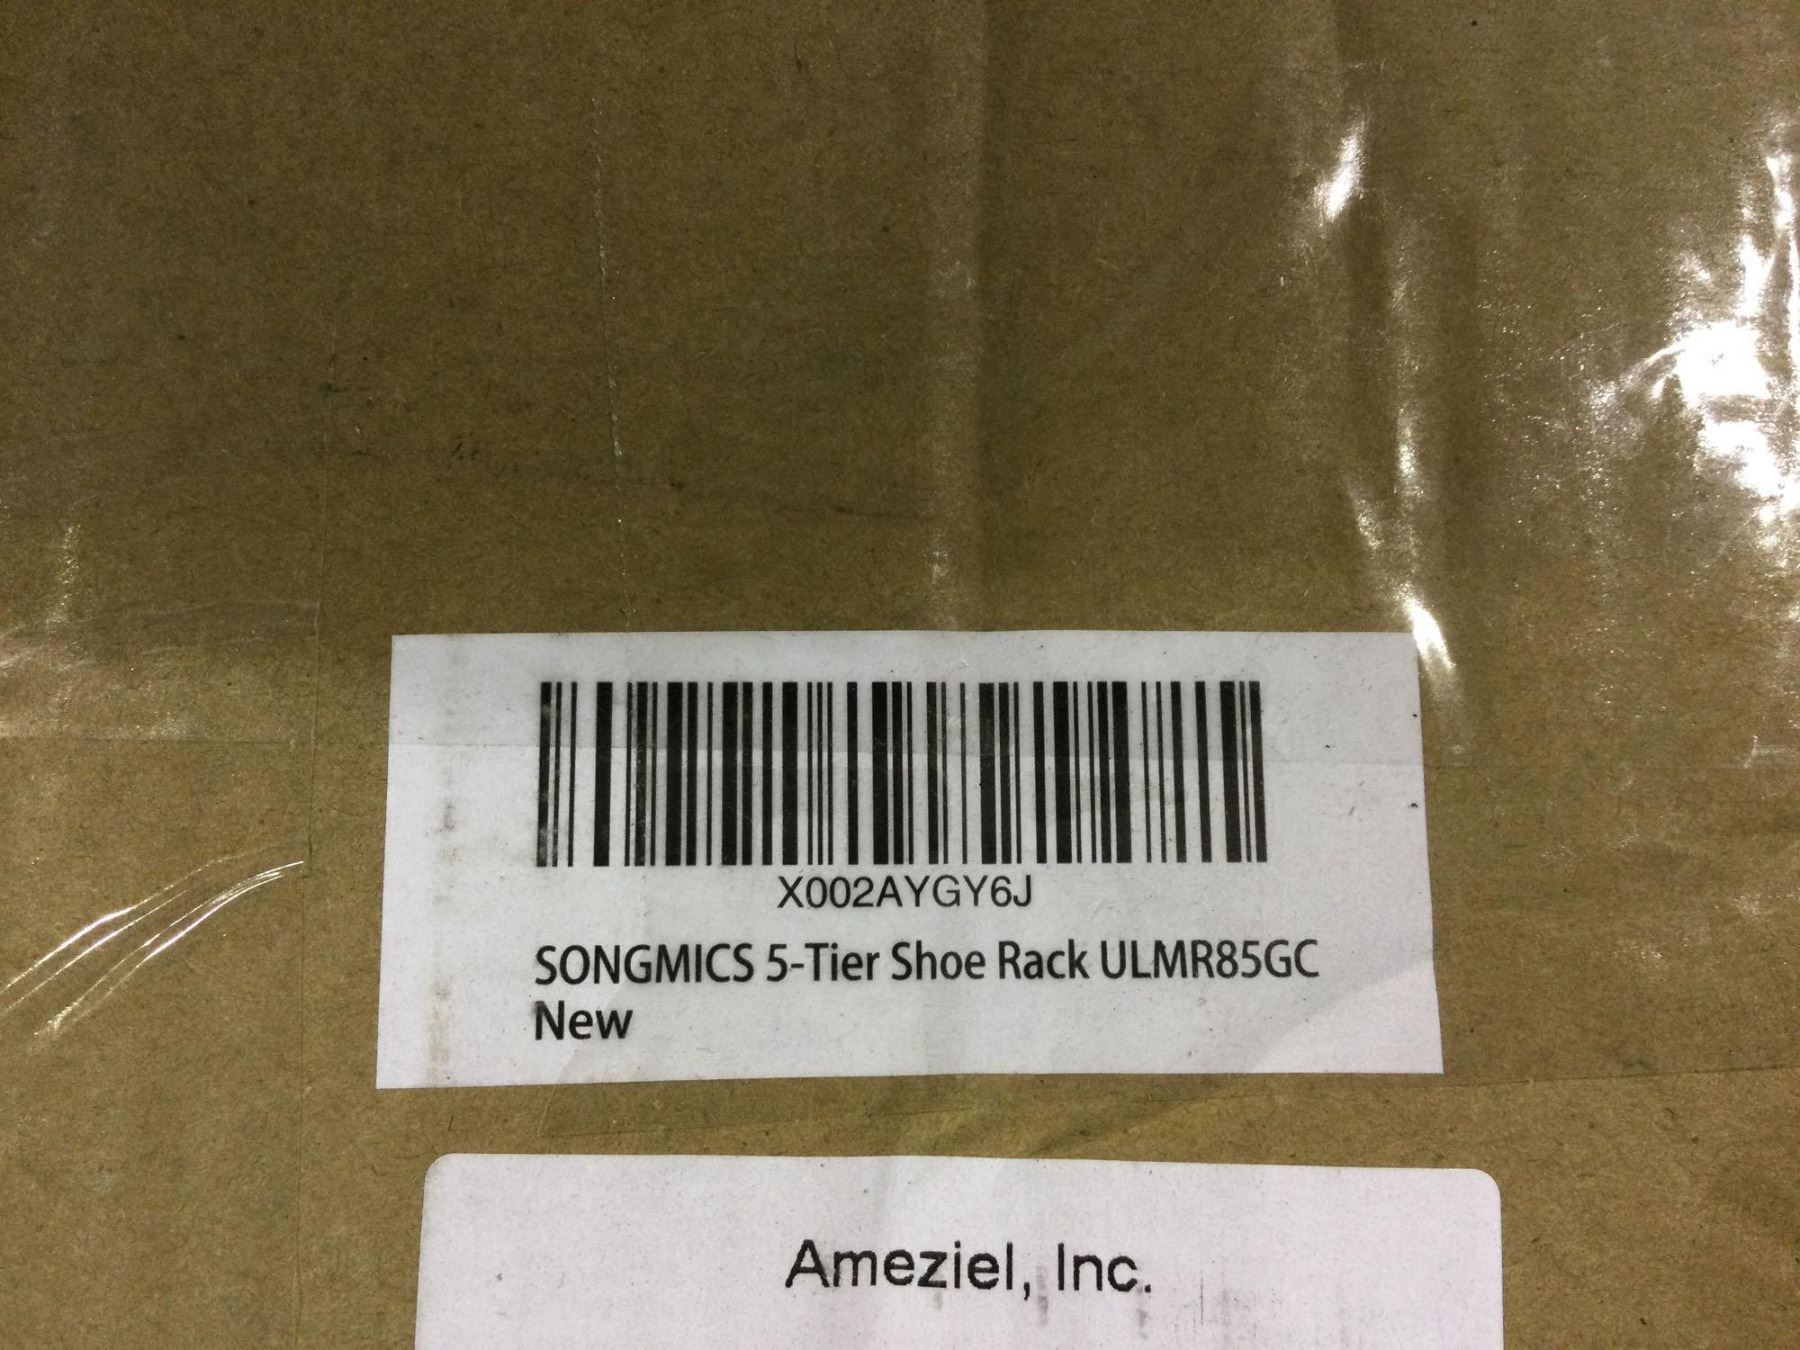 X002AYGY6J
SONGMICS 5-Tier Shoe Rack ULMR85GC
New
Ameziel, Inc.